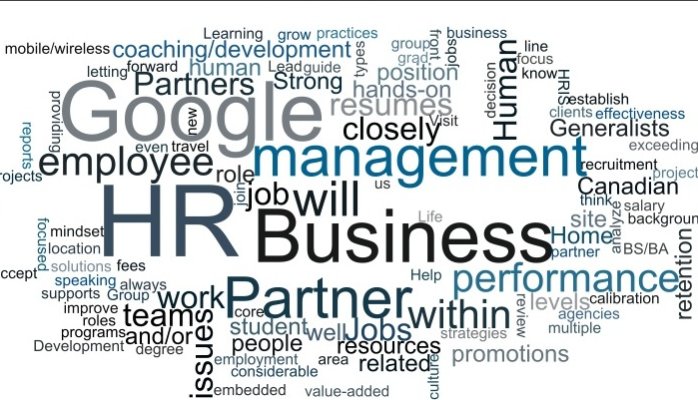 Learning grow practices business
mobile/wireless coaching/development types group front jobs Human line
letting forward human Lead guide grad focus
Partners Strong position decision know HRIS
providing Google new hands-on establish
resumes clients effectiveness
closely Visit Generalists
reports even travel management exceeding
employee role recruitment project
rojects us Canadian
HR join job will think salary
focused mindset Business Life site analyze background
location Home BS/BA
solutions fees partner retention
ccept speaking always Help performance
supports Group work Partner within levels calibration
improve teams core review agencies
roles student well Jobs strategies multiple
programs and/or issues people resources
Development degree employment area related culture promotions
considerable
embedded value-added